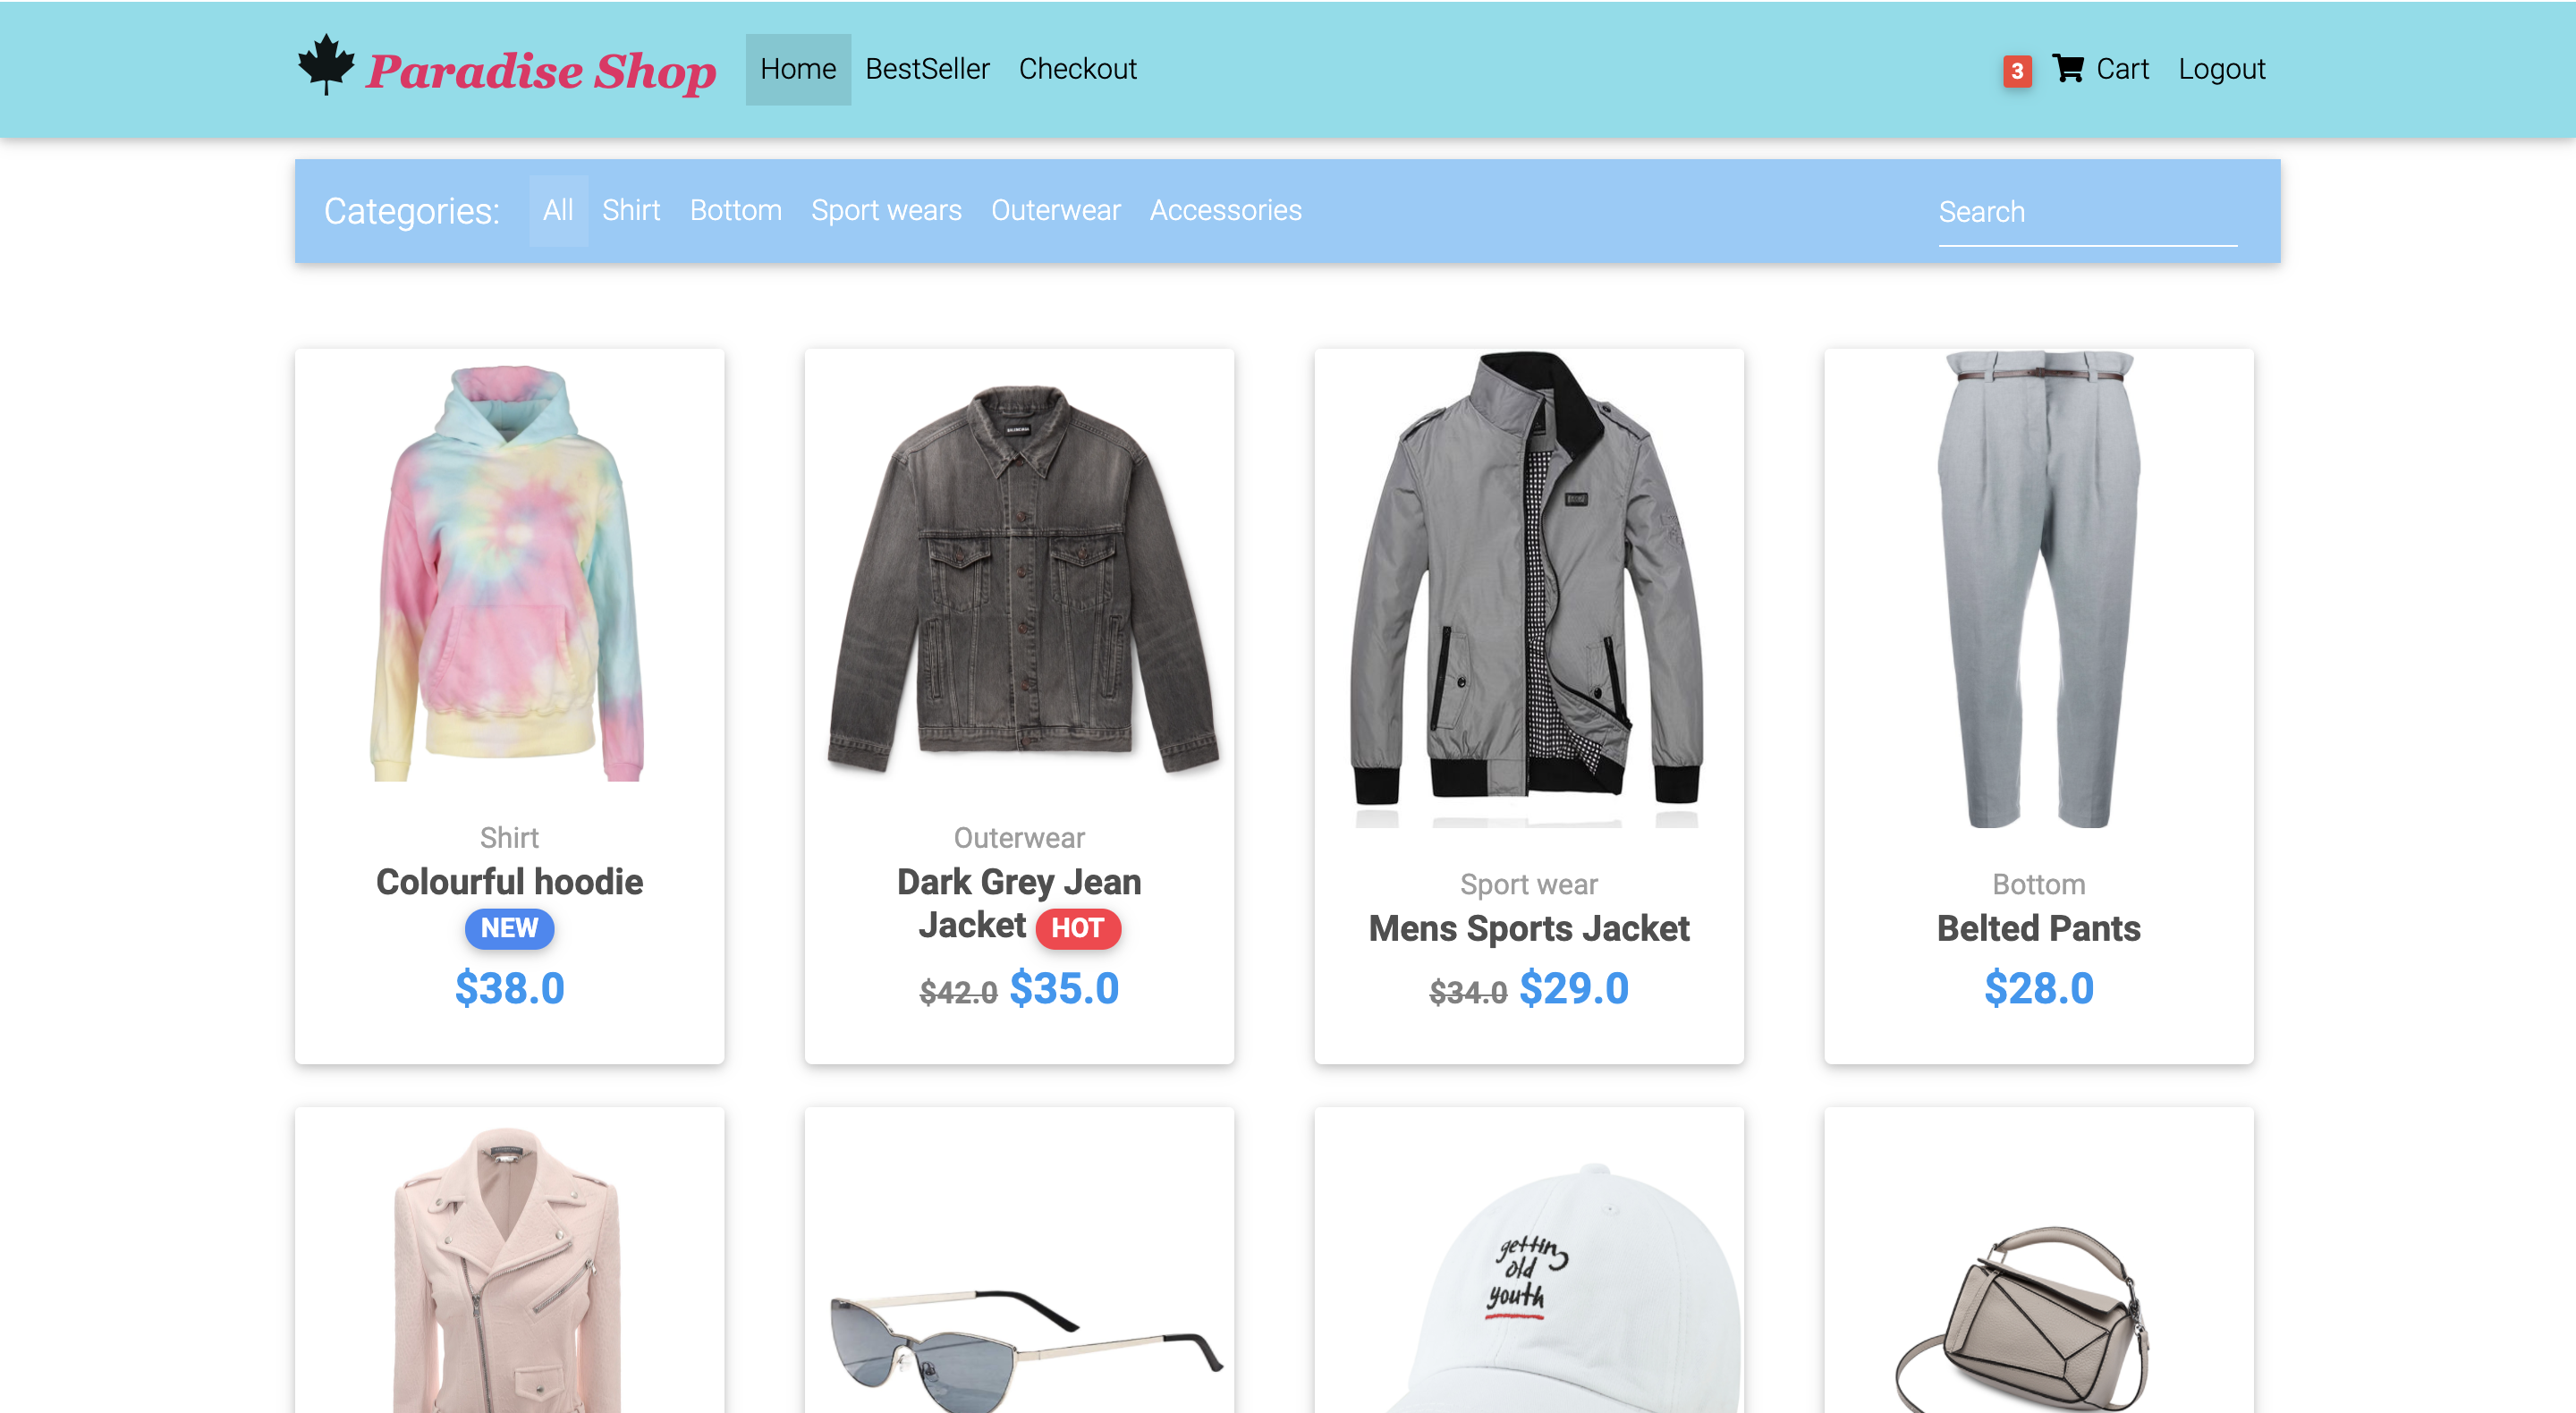 Paradise Shop Home BestSeller Checkout 3 Cart Logout
Categories: All Shirt Bottom Sport wears Outerwear Accessories Search
Shirt
Colourful hoodie
NEW
$38.0
Outerwear
Dark Grey Jean
Jacket HOT
$42.0 $35.0
Sport wear
Mens Sports Jacket
$34.0 $29.0
Bottom
Belted Pants
$28.0
gettin
old
youth